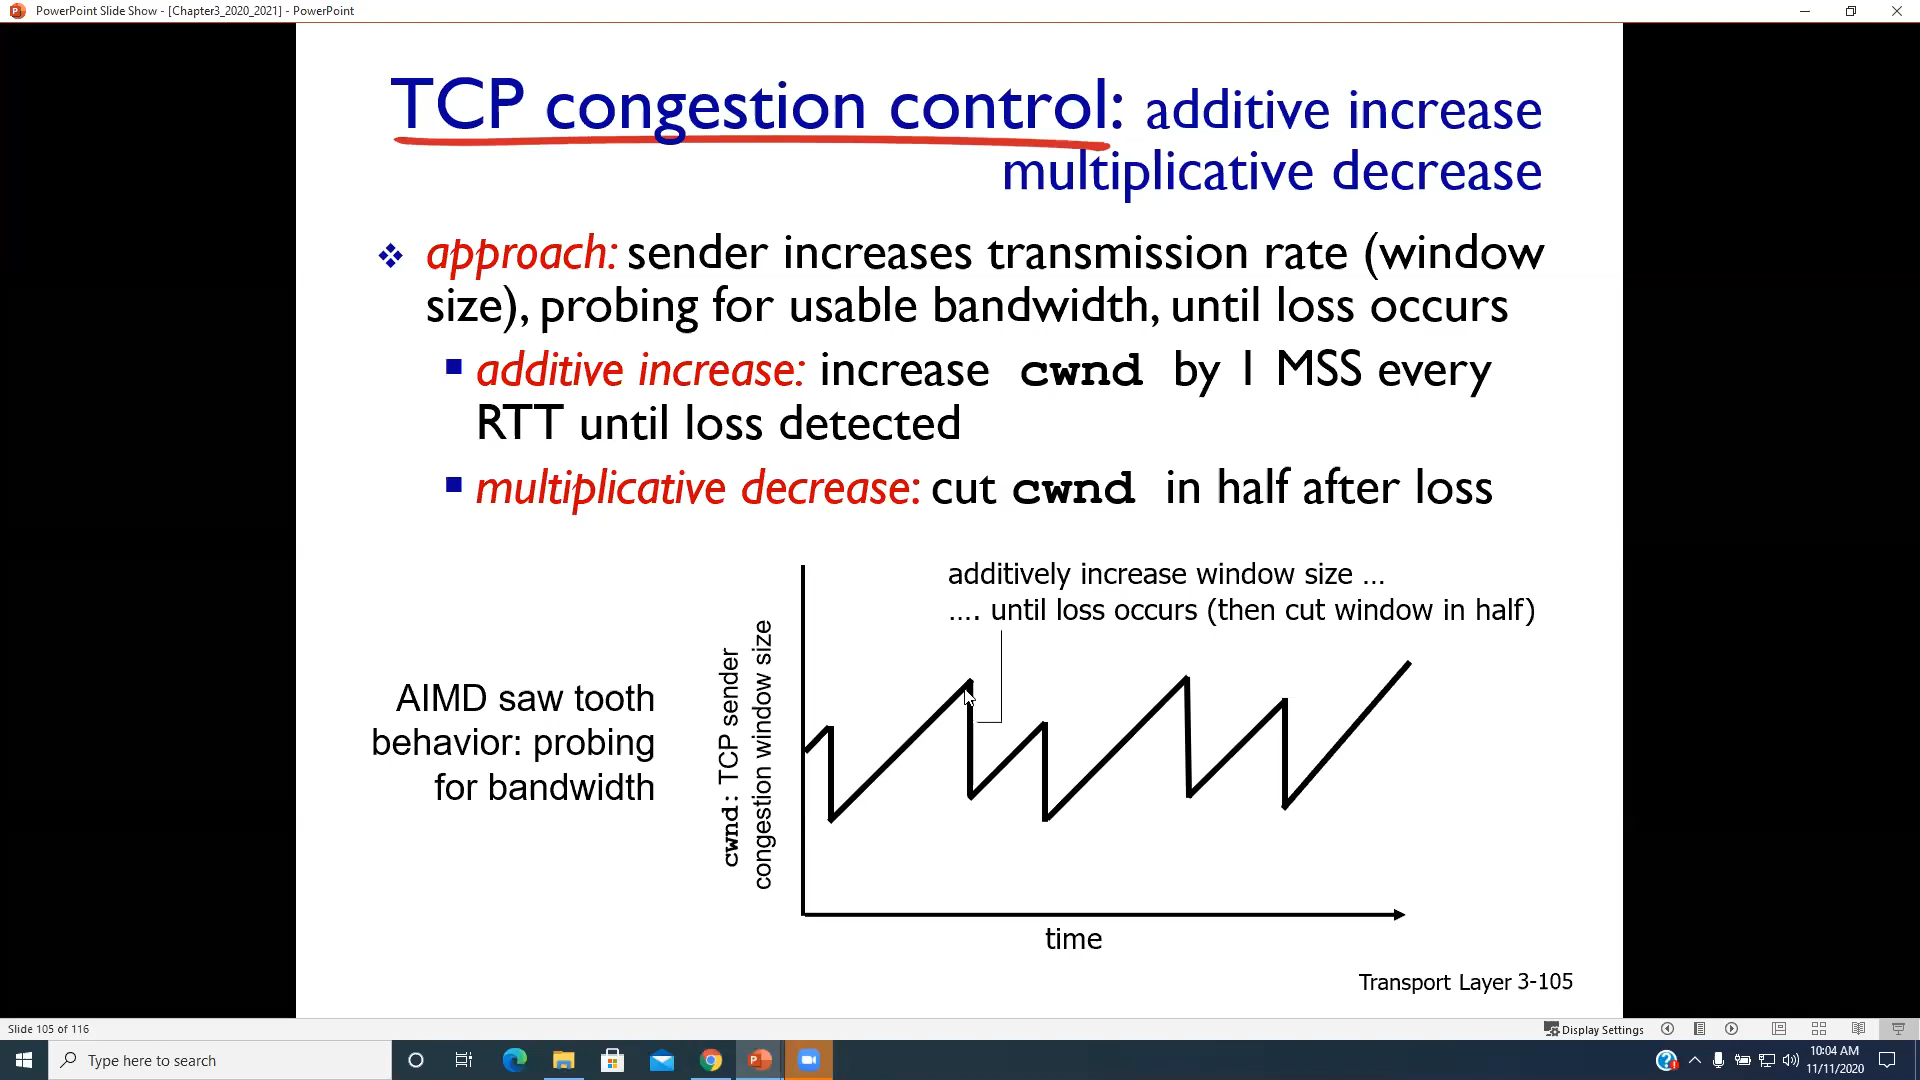 PowerPoint Slide Show - [Chapter3_2020_2021] - PowerPoint
TCP congestion control: additive increase
multiplicative decrease
approach: sender increases transmission rate (window
size), probing for usable bandwidth, until loss occurs
additive increase: increase cwnd by 1 MSS every
RTT until loss detected
multiplicative decrease: cut cwnd in half after loss
additively increase window size …
…. until loss occurs (then cut window in half)
AIMD saw tooth
behavior: probing
for bandwidth
cwnd: TCP sender
congestion window size
time
Transport Layer 3-105
Slide 105 of 116
Display Settings
Type here to search
10:04 AM
11/11/2020